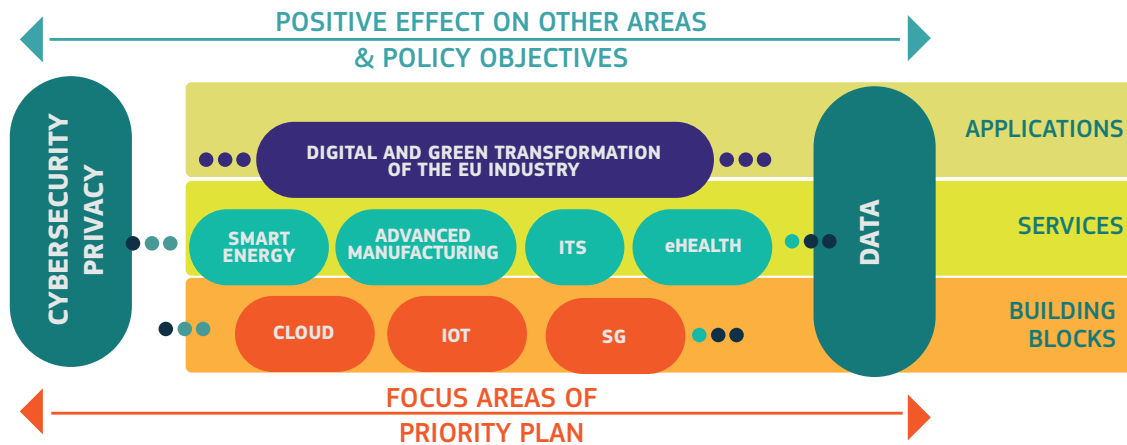 POSITIVE EFFECT ON OTHER AREAS
& POLICY OBJECTIVES
CYBERSECURITY
PRIVACY
DIGITAL AND GREEN TRANSFORMATION
OF THE EU INDUSTRY
APPLICATIONS
SMART
ENERGY
ADVANCED
MANUFACTURING
ITS
eHEALTH
SERVICES
DATA
CLOUD
IOT
SG
BUILDING
BLOCKS
FOCUS AREAS OF
PRIORITY PLAN